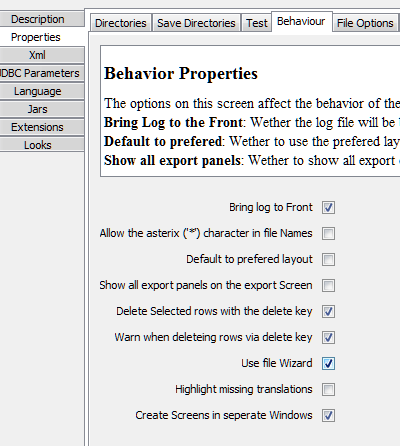 Description
Properties
Xml
JDBC Parameters
Language
Jars
Extensions
Looks
Directories Save Directories Test Behaviour File Options
Behavior Properties
The options on this screen affect the behavior of the
Bring Log to the Front: Wether the log file will be
Default to prefered: Wether to use the prefered lay
Show all export panels: Wether to show all export
Bring log to Front
Allow the asterix ('*') character in file Names
Default to prefered layout
Show all export panels on the export Screen
Delete Selected rows with the delete key
Warn when deleteing rows via delete key
Use file Wizard
Highlight missing translations
Create Screens in seperate Windows